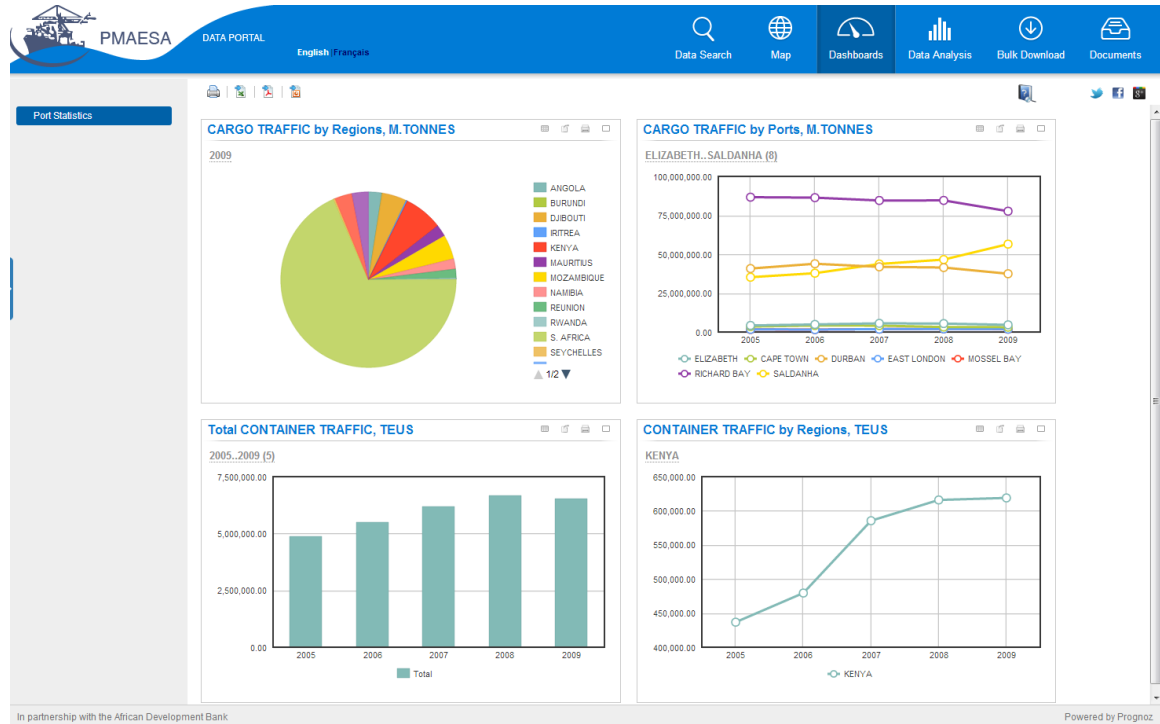 PMAESA
DATA PORTAL
English Français
Data Search
Map
Dashboards
Data Analysis
Bulk Download
Documents
Port Statistics
CARGO TRAFFIC by Regions, M.TONNES
2009
ANGOLA
BURUNDI
DJIBOUTI
IRITREA
KENYA
MAURITIUS
MOZAMBIQUE
NAMIBIA
REUNION
RWANDA
S. AFRICA
SEYCHELLES
1/2
CARGO TRAFFIC by Ports, M.TONNES
ELIZABETH..SALDANHA (8)
100,000,000.00
75,000,000.00
50,000,000.00
25,000,000.00
0.00
2005 2006 2007 2008 2009
ELIZABETH CAPE TOWN DURBAN EAST LONDON MOSSEL BAY
RICHARD BAY SALDANHA
Total CONTAINER TRAFFIC, TEUS
2005..2009 (5)
7,500,000.00
5,000,000.00
2,500,000.00
0.00
2005 2006 2007 2008 2009
Total
CONTAINER TRAFFIC by Regions, TEUS
KENYA
650,000.00
600,000.00
550,000.00
500,000.00
450,000.00
400,000.00
2005 2006 2007 2008 2009
KENYA
In partnership with the African Development Bank
Powered by Prognoz